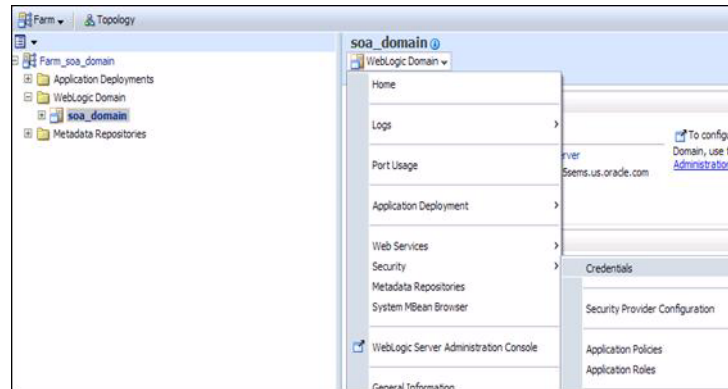 Farm Topology
Farm_soa_domain
Application Deployments
WebLogic Domain
soa_domain
Metadata Repositories
soa_domain
WebLogic Domain
Home
Logs
Port Usage
Application Deployment
Web Services
Security
Metadata Repositories
System MBean Browser
WebLogic Server Administration Console
General Information
To configu
rver
Domain, use t
5sems.us.oracle.com
Administration
Credentials
Security Provider Configuration
Application Policies
Application Roles